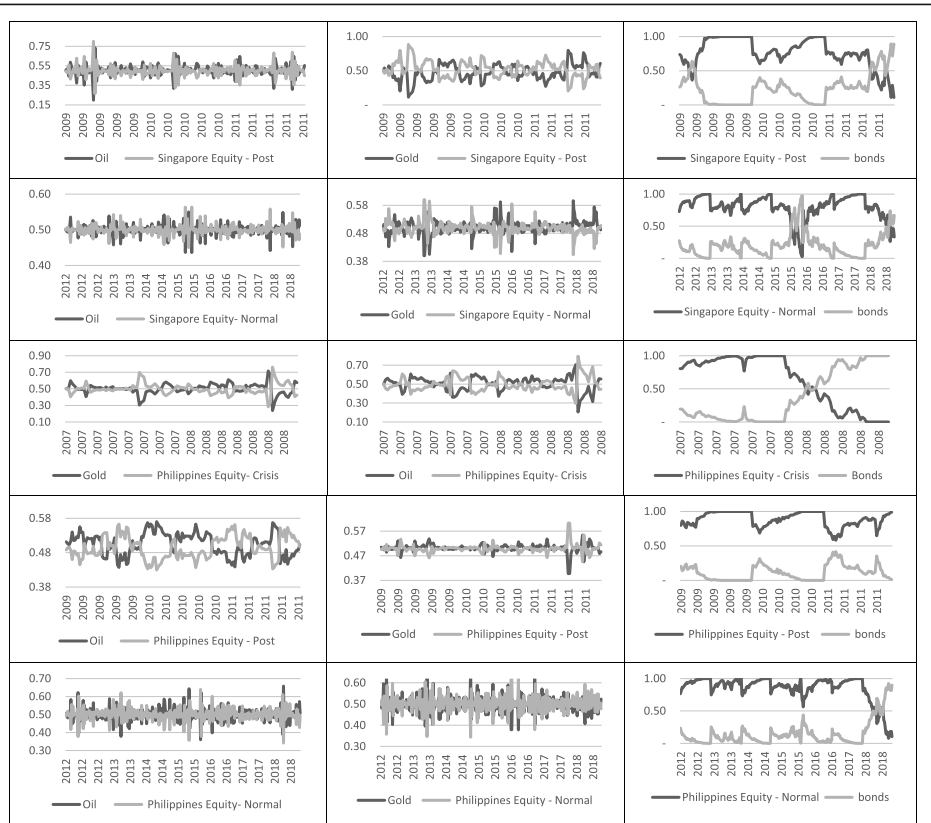 0.75
0.55
0.35
0.15
2009 2009 2009 2009 2009 2010 2010 2010 2010 2010 2011 2011 2011 2011
Oil Singapore Equity - Post
1.00
0.50
-
2009 2009 2009 2009 2010 2010 2010 2010 2011 2011 2011
Gold Singapore Equity - Post
1.00
0.50
-
2009 2009 2009 2009 2010 2010 2010 2010 2011 2011 2011
Singapore Equity - Post bonds
0.60
0.50
0.40
2012 2012 2012 2013 2013 2014 2014 2015 2015 2016 2016 2017 2017 2018 2018
Oil Singapore Equity- Normal
0.58
0.48
0.38
2012 2012 2013 2013 2014 2014 2015 2015 2016 2016 2017 2017 2018 2018
Gold Singapore Equity - Normal
1.00
0.50
-
2012 2012 2013 2013 2014 2014 2015 2015 2016 2016 2017 2017 2018 2018
Singapore Equity - Normal bonds
0.90
0.70
0.50
0.30
0.10
2007 2007 2007 2007 2007 2007 2007 2008 2008 2008 2008 2008 2008
Gold Philippines Equity- Crisis
0.70
0.50
0.30
0.10
2007 2007 2007 2007 2007 2007 2007 2008 2008 2008 2008 2008 2008 2008
Oil Philippines Equity- Crisis
1.00
0.50
-
2007 2007 2007 2007 2007 2007 2008 2008 2008 2008 2008 2008
Philippines Equity - Crisis Bonds
0.58
0.48
0.38
2009 2009 2009 2009 2009 2010 2010 2010 2010 2010 2011 2011 2011 2011 2011
Oil Philippines Equity - Post
0.57
0.47
0.37
2009 2009 2009 2009 2010 2010 2010 2010 2011 2011 2011 2011
Gold Philippines Equity - Post
1.00
0.50
-
2009 2009 2009 2009 2010 2010 2010 2010 2011 2011 2011
Philippines Equity - Post bonds
0.70
0.60
0.50
0.40
0.30
2012 2012 2012 2013 2013 2014 2014 2015 2015 2016 2016 2017 2017 2018 2018
Oil Philippines Equity- Normal
0.60
0.50
0.40
0.30
2012 2012 2013 2013 2014 2014 2015 2015 2016 2016 2017 2017 2018 2018
Gold Philippines Equity - Normal
1.00
0.50
-
2012 2012 2013 2013 2014 2014 2015 2015 2016 2016 2017 2017 2018 2018
Philippines Equity - Normal bonds